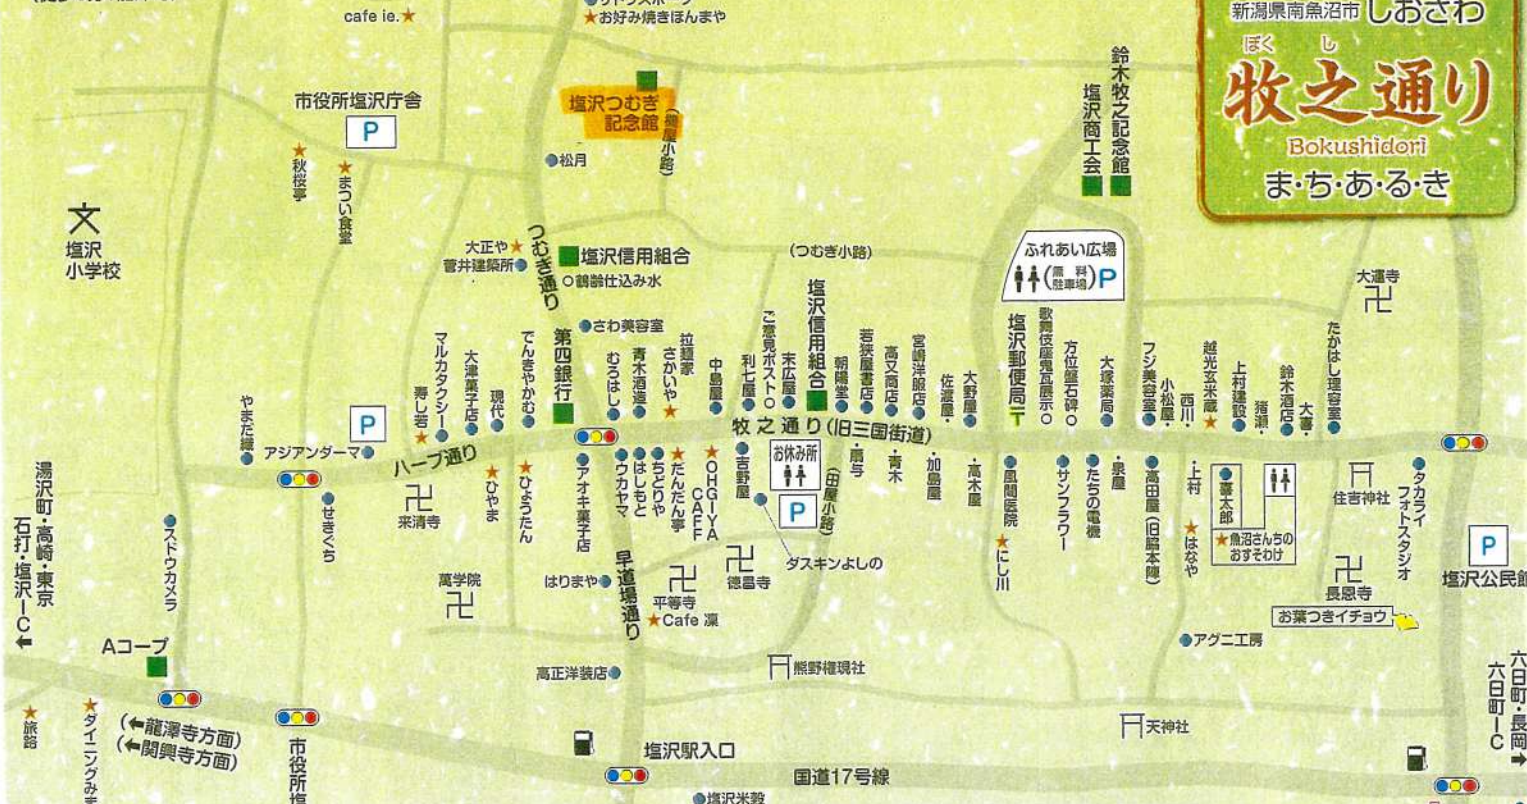 cafe ie.
お好み焼きほんまや
新潟県南魚沼市 しおざわ
ぼくし
牧之通り
Bokushidori
ま・ち・あ・る・き
市役所塩沢庁舎
P
塩沢つむぎ
記念館
松月
秋桜亭
まつい食堂
文
塩沢
小学校
塩沢商工会
鈴木牧之記念館
大正や
菅井建築所
つむぎ通り
塩沢信用組合
鶴齢仕込み水
(つむぎ小路)
ふれあい広場
(無料
駐車場)
P
大運寺
さわ美容室
やまだ織
P
アジアンダーマ
ハーブ通り
寿し若
マルカタクシー
大津菓子店
現代
でんきやかむ
第四銀行
むろはし
青木酒造
拉麺家
さかいや
中島屋
利七屋
ご意見ポスト
末広屋
塩沢信用組合
朝陽堂
若狭屋書店
高又商店
宮嶋洋服店
佐渡屋
大野屋
塩沢郵便局
歌舞伎座鬼瓦展示
方位盤石碑
大塚薬局
フジ美容室
小松屋
西川
越光玄米蔵
上村建設
猪瀬
鈴木酒店
大喜
たかはし理容室
牧之通り(旧三国街道)
せきぐち
来清寺
ひやま
ひょうたん
アオキ菓子店
ウカヤマ
はしもと
ちどりや
だんだん亭
OHGIYA
CAFE
吉野屋
お休み所
P
(田屋小路)
扇与
青木
加島屋
高木屋
風間医院
にし川
サンフラワー
たちの電機
泉屋
高田屋(旧脇本陣)
上村
はなや
喜太郎
魚沼さんちの
おすそわけ
住吉神社
タカライ
フォトスタジオ
P
塩沢公民館
ダスキンよしの
徳昌寺
平等寺
Cafe 凜
はりまや
早道場通り
萬学院
スドウカメラ
湯沢町・高崎・東京
石打・塩沢IC
Aコープ
長恩寺
お葉つきイチョウ
アグニ工房
高正洋装店
熊野権現社
天神社
六日町・長岡
六日町IC
旅路
ダイニングみ
(←龍澤寺方面)
(←関興寺方面)
市役所塩
塩沢駅入口
国道17号線
塩沢米穀